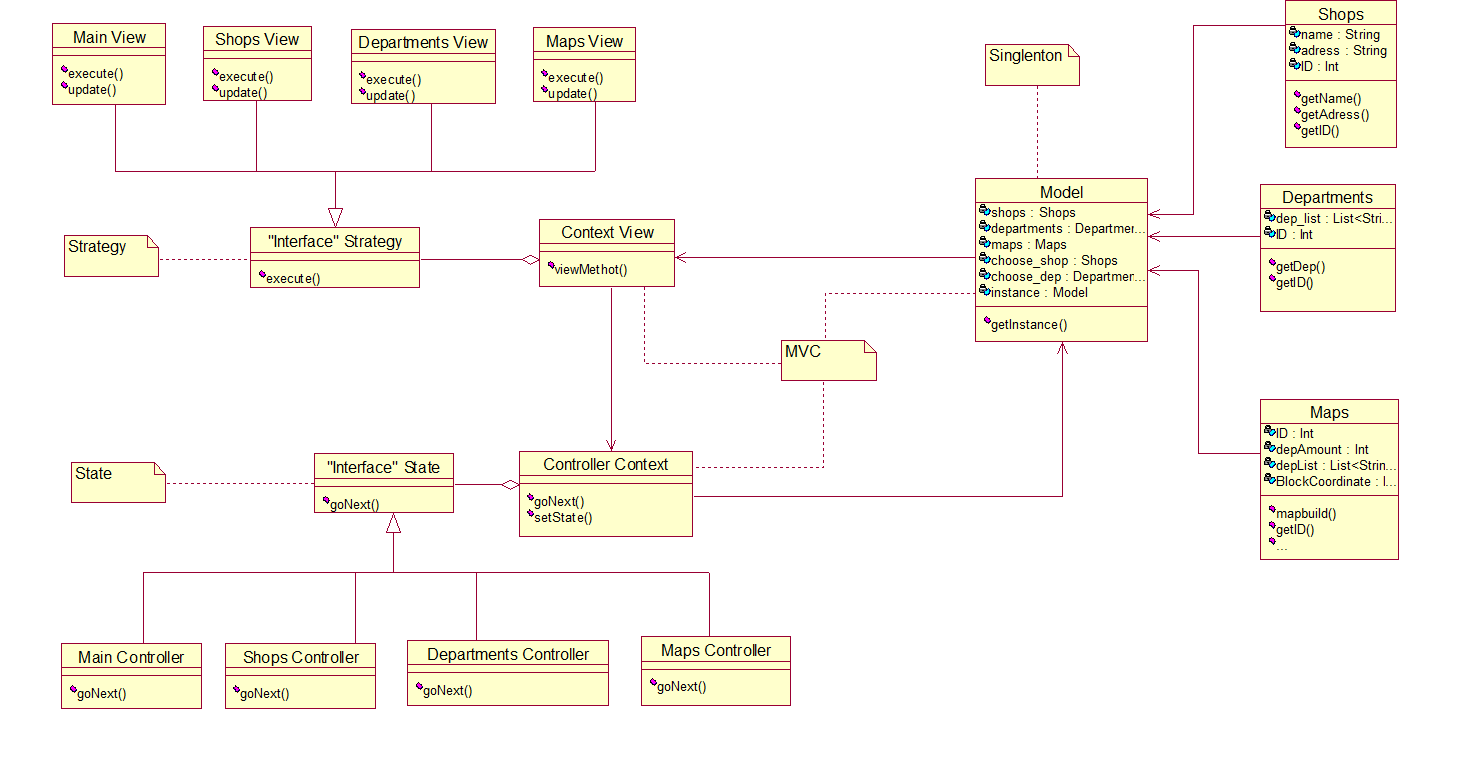 Main View
execute()
update()
Shops View
execute()
update()
Departments View
execute()
update()
Maps View
execute()
update()
Singlenton
Shops
name : String
adress : String
ID : Int
getName()
getAdress()
getID()
Strategy
"Interface" Strategy
execute()
Context View
viewMethot()
Model
shops : Shops
departments : Departmer...
maps : Maps
choose_shop : Shops
choose_dep : Departmen...
instance : Model
getInstance()
Departments
dep_list : List<Stri...
ID : Int
getDep()
getID()
MVC
Maps
ID : Int
depAmount : Int
depList : List<Strin...
BlockCoordinate : I...
mapbuild()
getID()
...
State
"Interface" State
goNext()
Controller Context
goNext()
setState()
Main Controller
goNext()
Shops Controller
goNext()
Departments Controller
goNext()
Maps Controller
goNext()